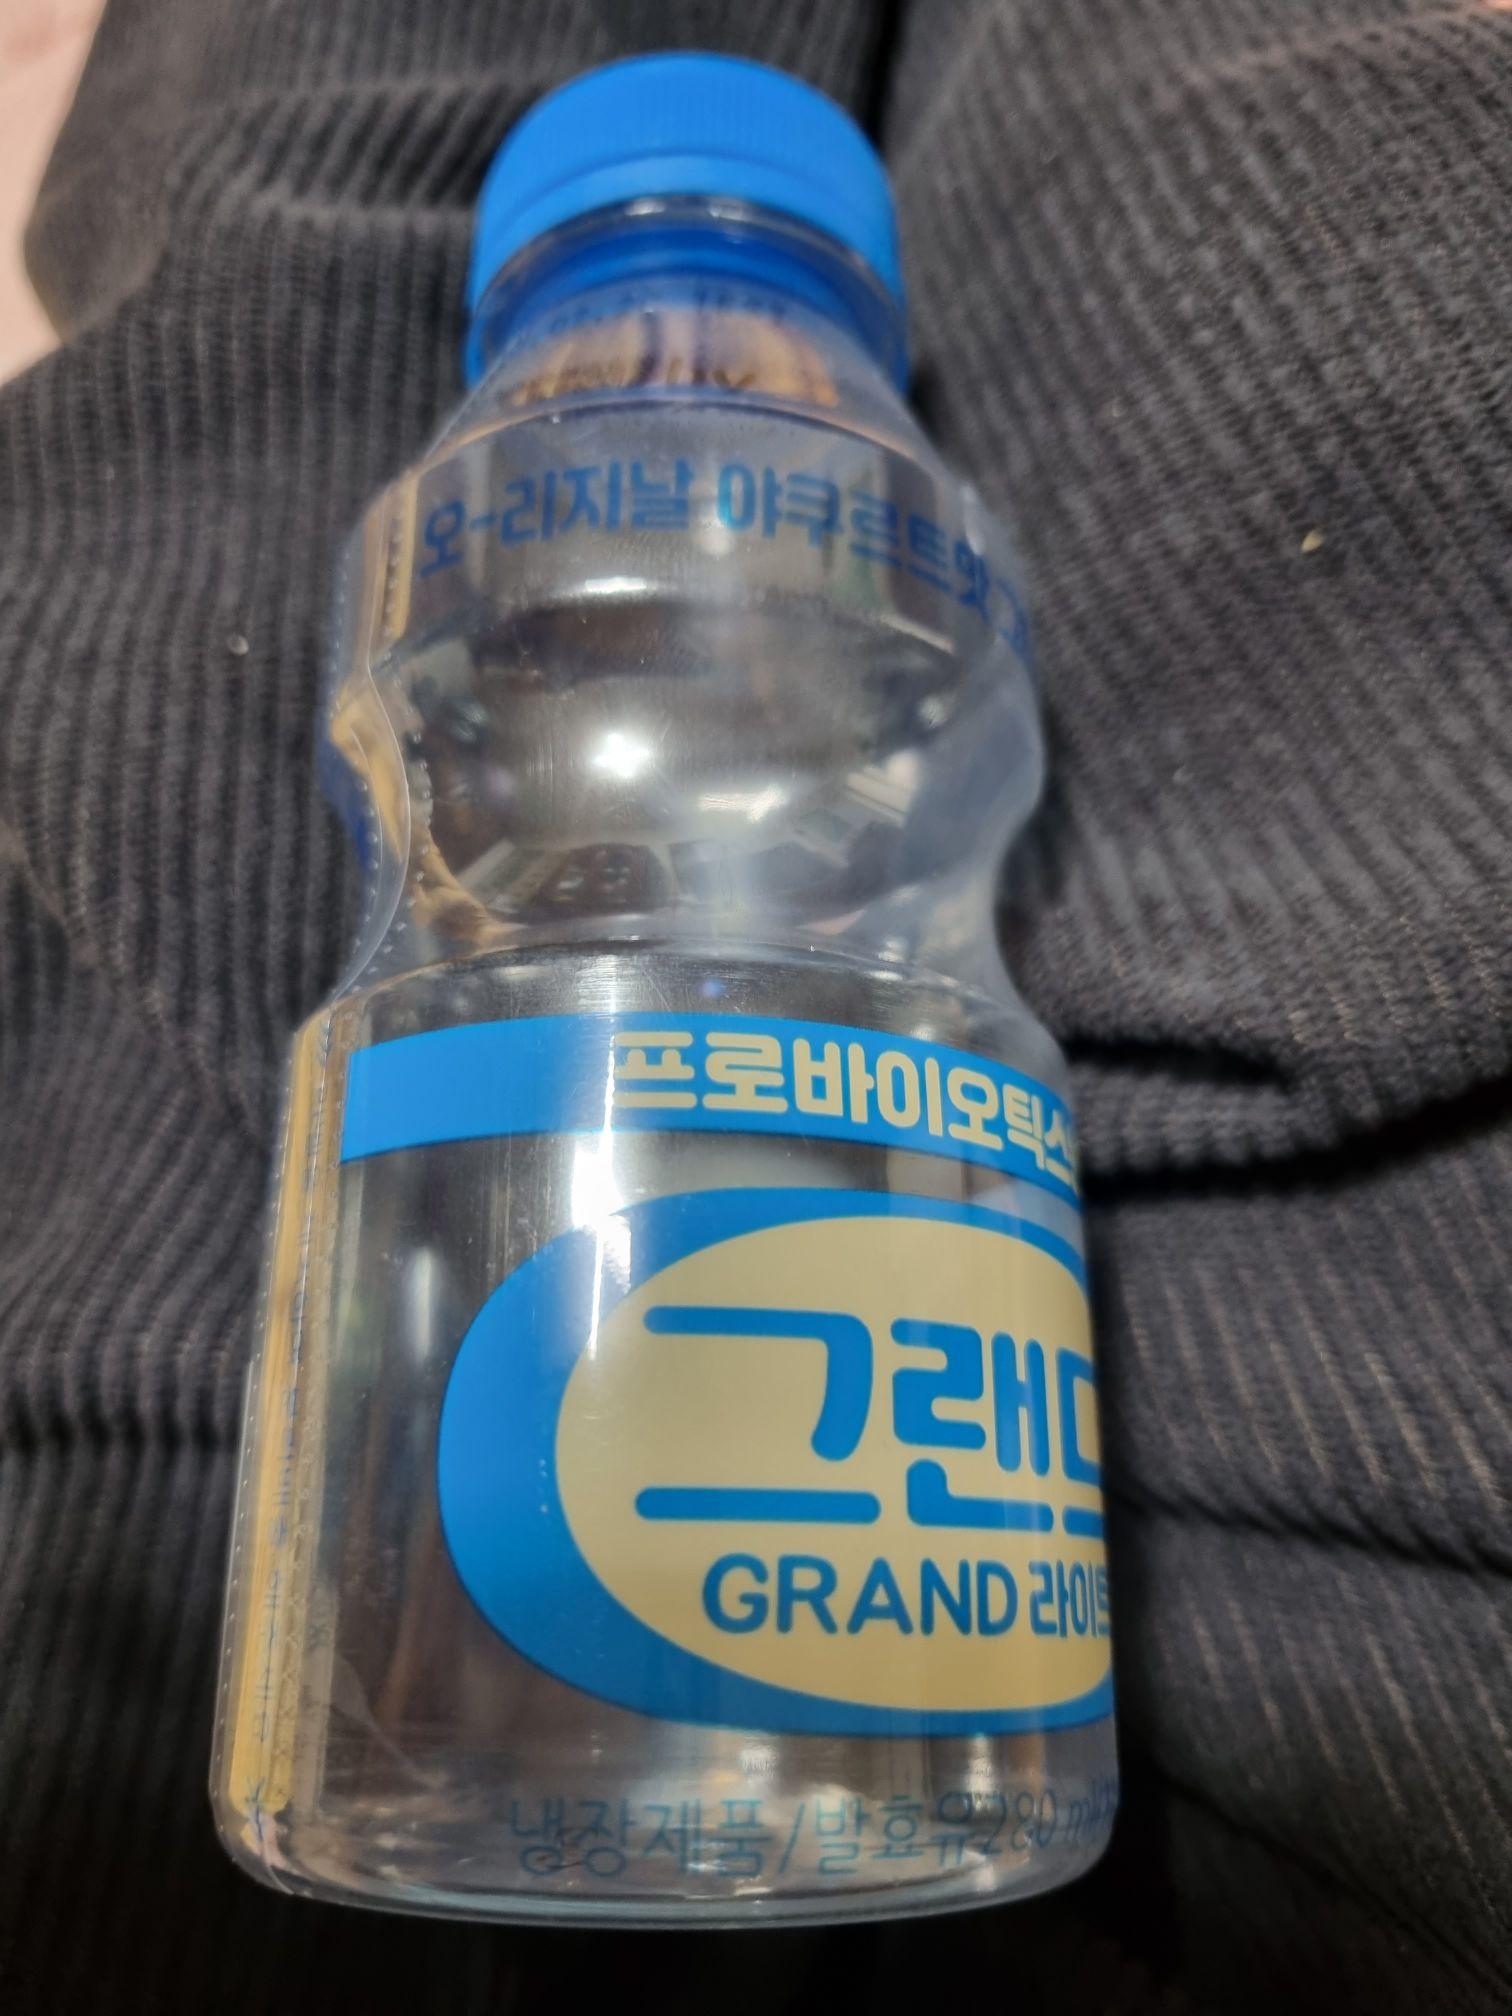 오-리지날 야쿠르트맛 그
프로바이오틱스
그랜드
GRAND 라이트
냉장제품/발효유 280 ml